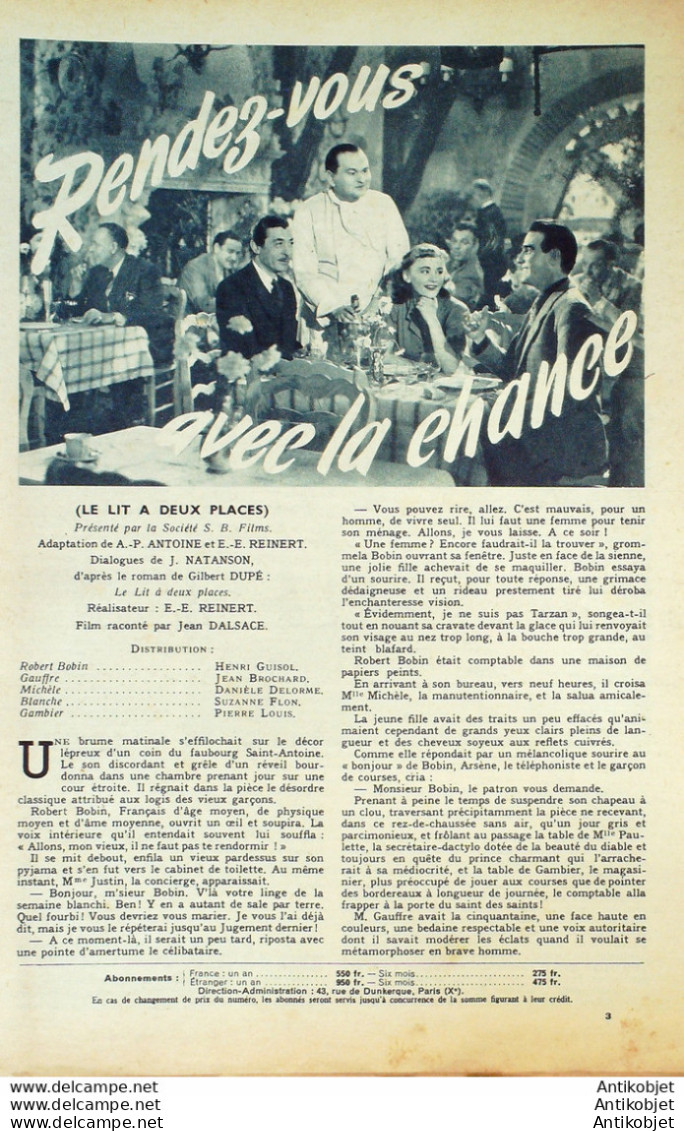 Rendez-vous
avec la chance
(LE LIT A DEUX PLACES)
Présenté par la Société S. B. Films.
Adaptation de A.-P. ANTOINE et E.-E. REINERT.
Dialogues de J. NATANSON,
d'après le roman de Gilbert DUPÉ :
Le Lit à deux places.
Réalisateur : E.-E. REINERT.
Film raconté par Jean DALSACE.
DISTRIBUTION :
Robert Bobin ................ HENRI GUISOL.
Gauffre ..................... JEAN BROCHARD.
Michèle ..................... DANIÈLE DELORME.
Blanche ..................... SUZANNE FLON.
Gambier ..................... PIERRE LOUIS.
UNE brume matinale s'effilochait sur le décor
lépreux d'un coin du faubourg Saint-Antoine.
Le son discordant et grêle d'un réveil bour-
donna dans une chambre prenant jour sur une
cour étroite. Il régnait dans la pièce le désordre
classique attribué aux logis des vieux garçons.
Robert Bobin, Français d'âge moyen, de physique
moyen et d'âme moyenne, ouvrit un œil et soupira. La
voix intérieure qu'il entendait souvent lui souffla :
« Allons, mon vieux, il ne faut pas te rendormir ! »
Il se mit debout, enfila un vieux pardessus sur son
pyjama et s'en fut vers le cabinet de toilette. Au même
instant, Mme Justin, la concierge, apparaissait.
— Bonjour, m'sieur Bobin. V'là votre linge de la
semaine blanchi. Ben ! Y en a autant de sale par terre.
Quel fourbi ! Vous devriez vous marier. Je vous l'ai déjà
dit, mais je vous le répéterai jusqu'au Jugement dernier !
— A ce moment-là, il serait un peu tard, riposta avec
une pointe d'amertume le célibataire.
— Vous pouvez rire, allez. C'est mauvais, pour un
homme, de vivre seul. Il lui faut une femme pour tenir
son ménage. Allons, je vous laisse. A ce soir !
« Une femme ? Encore faudrait-il la trouver », grom-
mela Bobin ouvrant sa fenêtre. Juste en face de la sienne,
une jolie fille achevait de se maquiller. Bobin essaya
d'un sourire. Il reçut, pour toute réponse, une grimace
dédaigneuse et un rideau prestement tiré lui déroba
l'enchanteresse vision.
« Évidemment, je ne suis pas Tarzan », songea-t-il
tout en nouant sa cravate devant la glace qui lui renvoyait
son visage au nez trop long, à la bouche trop grande, au
teint blafard.
Robert Bobin était comptable dans une maison de
papiers peints.
En arrivant à son bureau, vers neuf heures, il croisa
Mlle Michèle, la manutentionnaire, et la salua amicale-
ment.
La jeune fille avait des traits un peu effacés qu'ani-
maient cependant de grands yeux clairs pleins de lan-
gueur et des cheveux soyeux aux reflets cuivrés.
Comme elle répondait par un mélancolique sourire au
« bonjour » de Bobin, Arsène, le téléphoniste et le garçon
de courses, cria :
— Monsieur Bobin, le patron vous demande.
Prenant à peine le temps de suspendre son chapeau à
un clou, traversant précipitamment la pièce ne recevant,
dans ce rez-de-chaussée sans air, qu'un jour gris et
parcimonieux, et frôlant au passage la table de Mlle Pau-
lette, la secrétaire-dactylo dotée de la beauté du diable et
toujours en quête du prince charmant qui l'arrache-
rait à sa médiocrité, et la table de Gambier, le magasi-
nier, plus préoccupé de jouer aux courses que de pointer
des bordereaux à longueur de journée, le comptable alla
frapper à la porte du saint des saints !
M. Gauffre avait la cinquantaine, une face haute en
couleurs, une bedaine respectable et une voix autoritaire
dont il savait modérer les éclats quand il voulait se
métamorphoser en brave homme.
Abonnements : France : un an .............. 550 fr. — Six mois...................... 275 fr.
Étranger : un an ............ 950 fr. — Six mois...................... 475 fr.
Direction-Administration : 43, rue de Dunkerque, Paris (Xe).
En cas de changement de prix du numéro, les abonnés seront servis jusqu'à concurrence de la somme figurant à leur crédit.
3
Antikobjet
Antikobjet
Antikobjet
Antikobjet
Antikobjet
Antikobjet